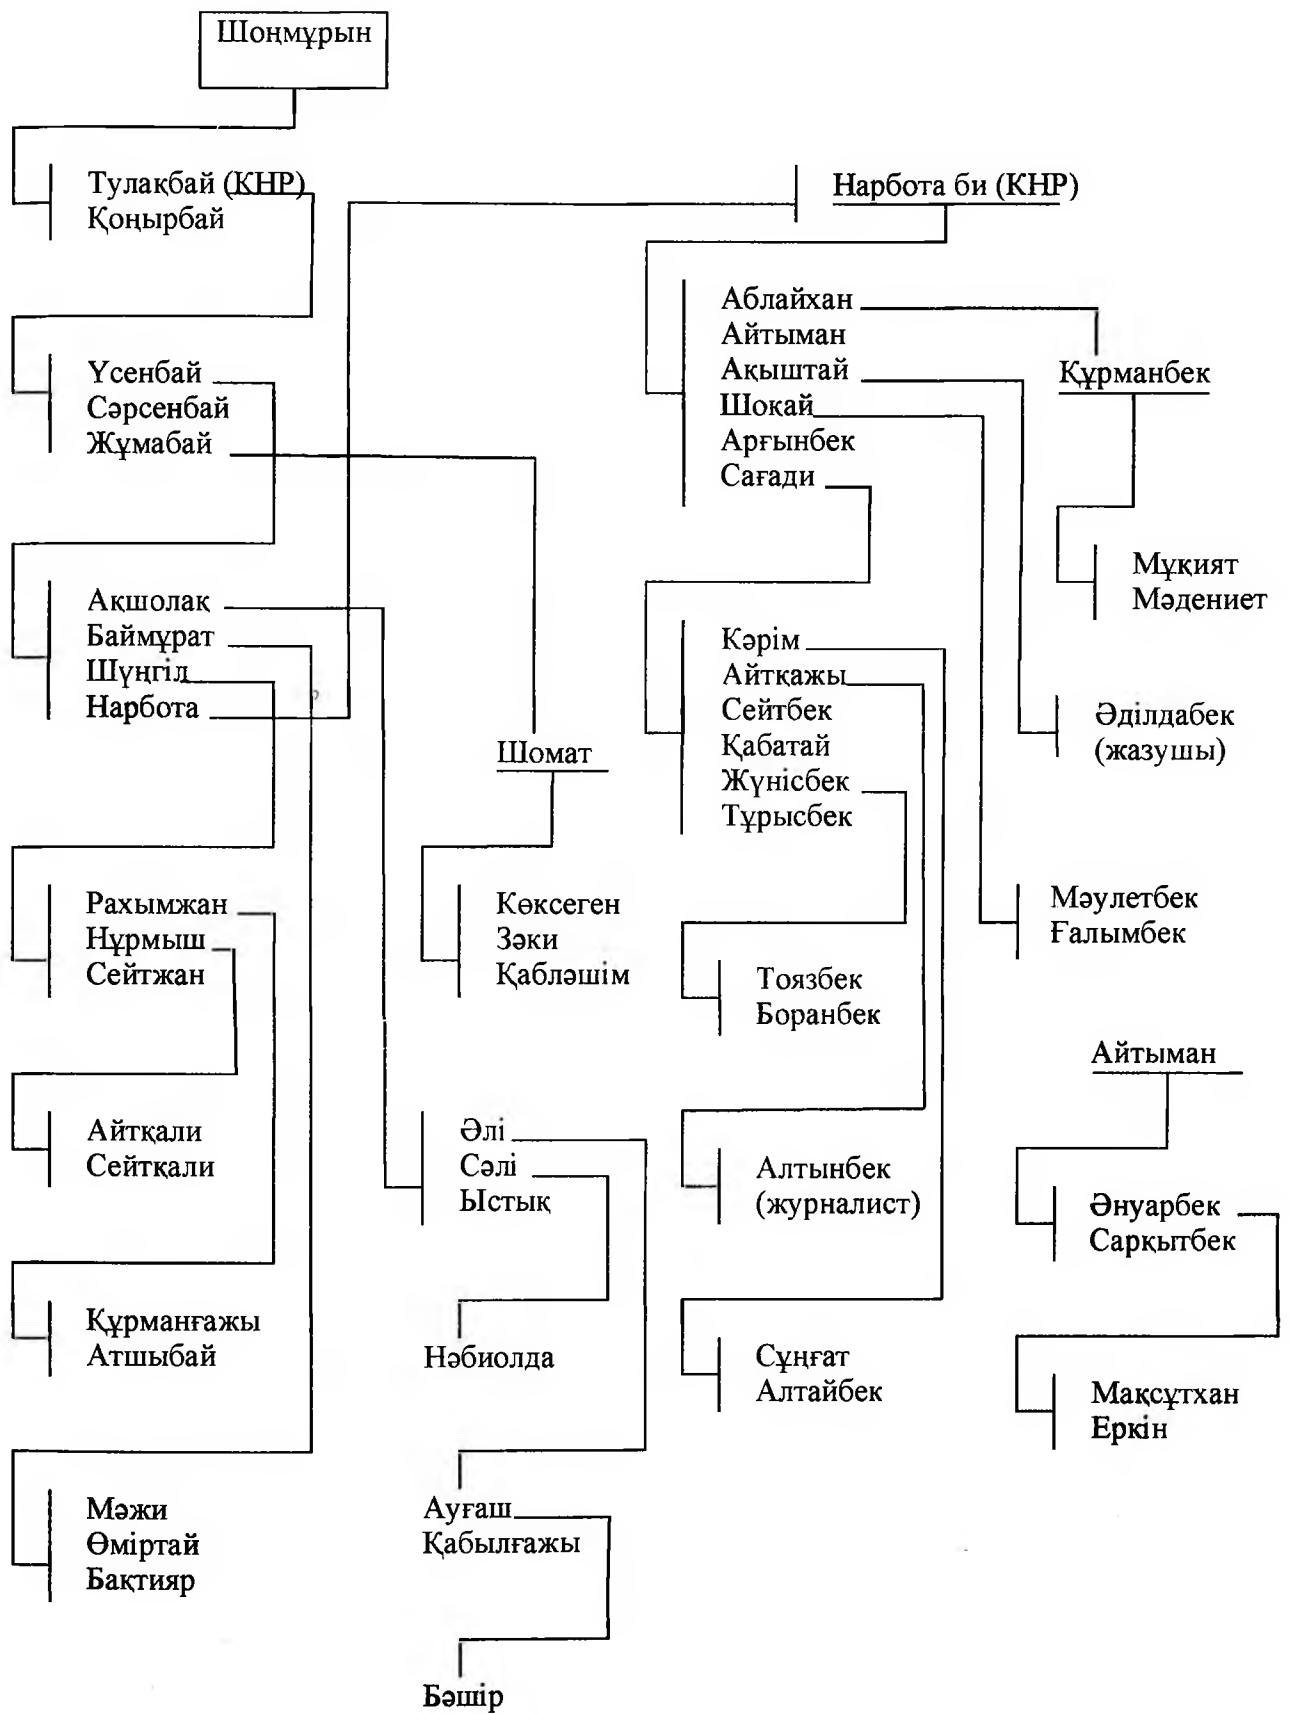 Шоңмұрын
Тулақбай (КНР)
Қоңырбай
Үсенбай
Сәрсенбай
Жұмабай
Ақшолақ
Баймұрат
Шүңгіл
Нарбота
Рахымжан
Нұрмыш
Сейтжан
Айтқали
Сейтқали
Құрманғажы
Атшыбай
Мәжи
Өміртай
Бақтияр
Шомат
Көксеген
Зәки
Қабләшім
Әлі
Сәлі
Ыстық
Нәбиолда
Ауғаш
Қабылғажы
Бәшір
Нарбота би (КНР)
Аблайхан
Айтыман
Ақыштай
Шоқай
Арғынбек
Сағади
Кәрім
Айтқажы
Сейтбек
Қабатай
Жүнісбек
Тұрысбек
Тоязбек
Боранбек
Алтынбек
(журналист)
Сұңғат
Алтайбек
Құрманбек
Мұқият
Мәдениет
Әділдабек
(жазушы)
Мәулетбек
Ғалымбек
Айтыман
Әнуарбек
Сарқытбек
Мақсұтхан
Еркін